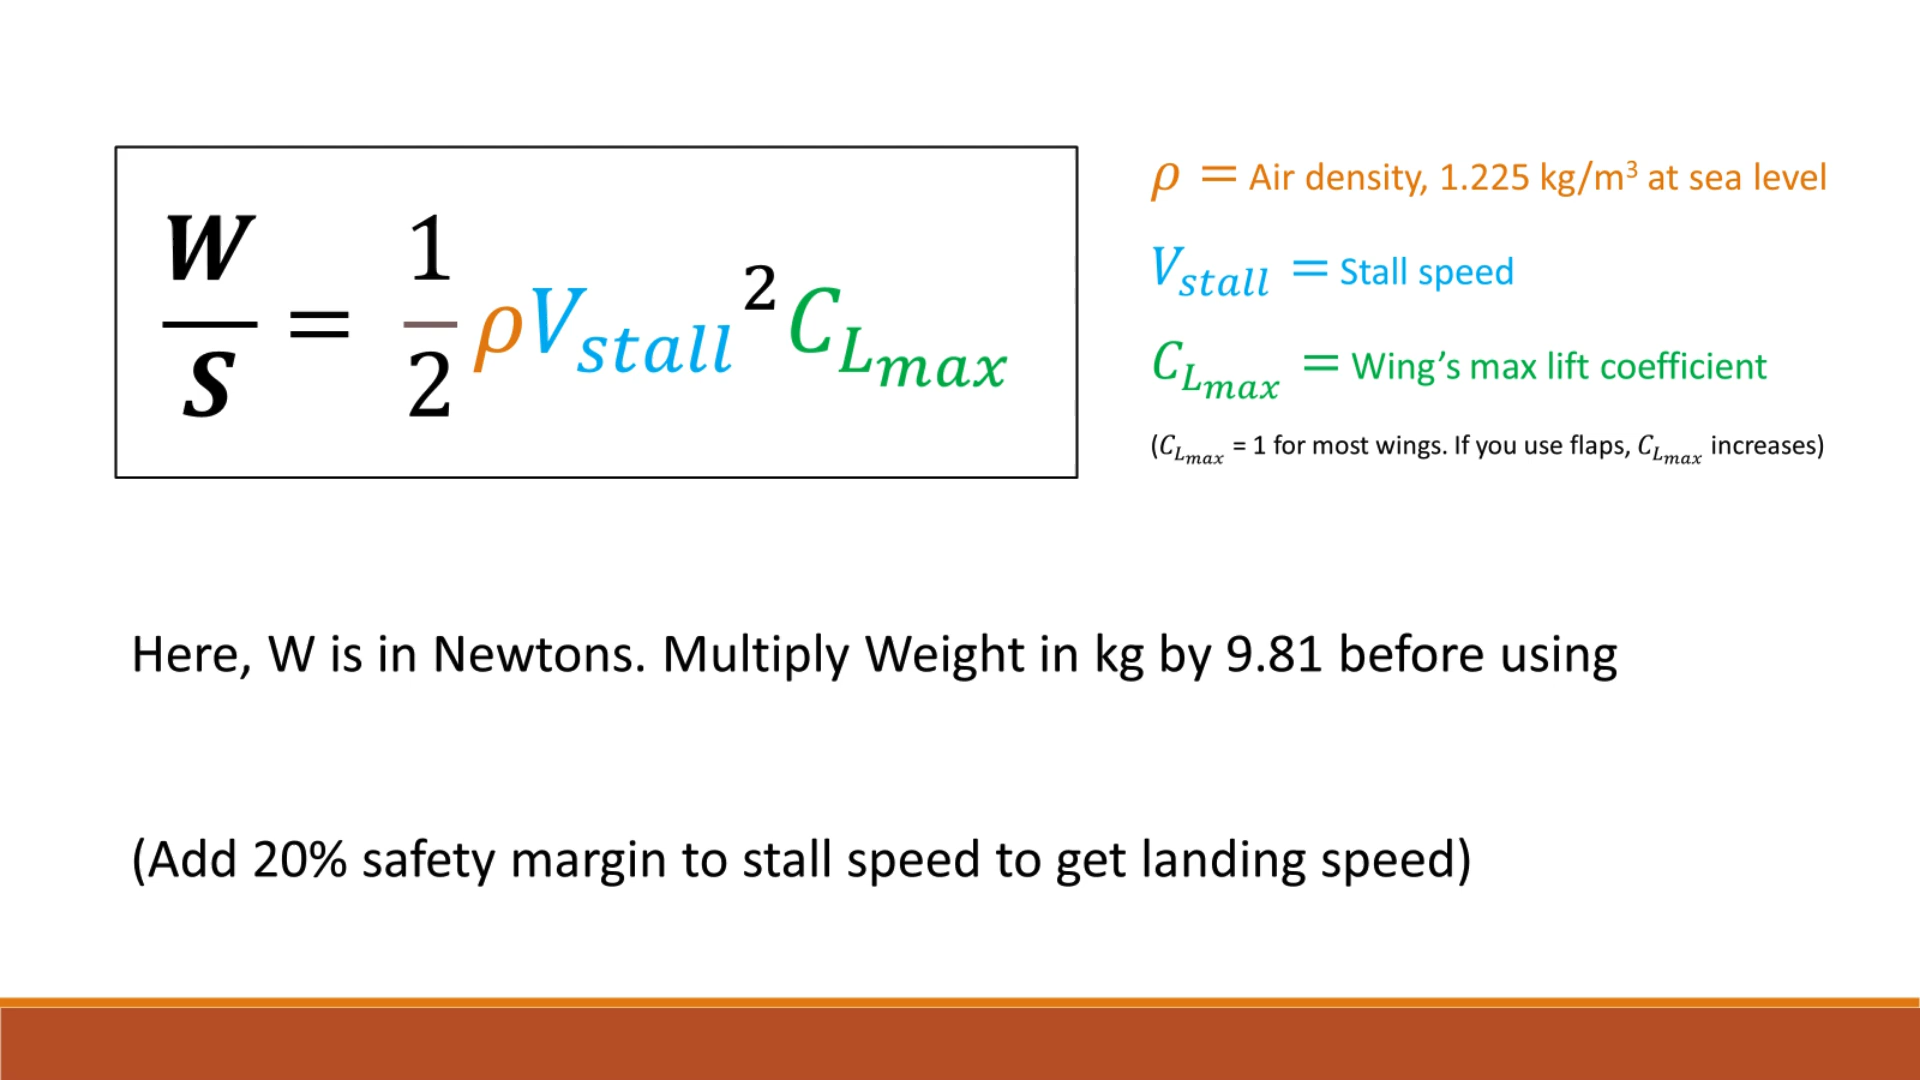 W/S = 1/2 ρV_stall² C_Lmax
ρ = Air density, 1.225 kg/m³ at sea level
V_stall = Stall speed
C_Lmax = Wing’s max lift coefficient
(C_Lmax = 1 for most wings. If you use flaps, C_Lmax increases)
Here, W is in Newtons. Multiply Weight in kg by 9.81 before using
(Add 20% safety margin to stall speed to get landing speed)